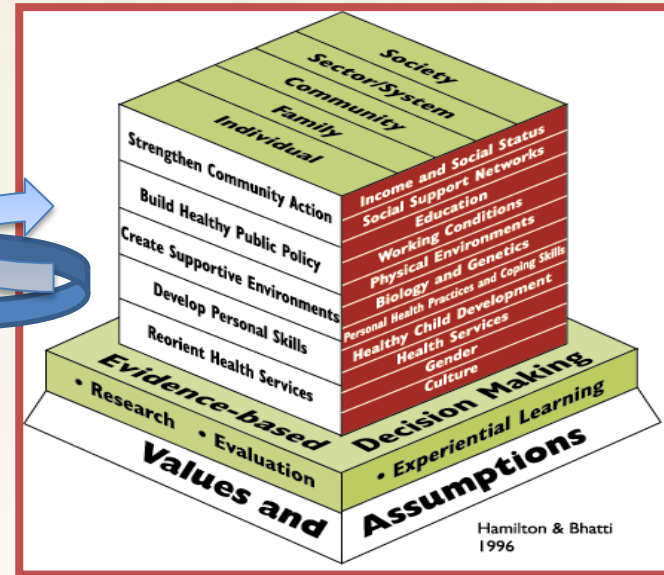 Society
Sector/System
Community
Family
Individual
Strengthen Community Action
Build Healthy Public Policy
Create Supportive Environments
Develop Personal Skills
Reorient Health Services
Income and Social Status
Social Support Networks
Education
Working Conditions
Physical Environments
Biology and Genetics
Personal Health Practices and Coping Skills
Healthy Child Development
Health Services
Gender
Culture
Evidence-based
Decision Making
• Research • Evaluation
• Experiential Learning
Values and
Assumptions
Hamilton & Bhatti
1996